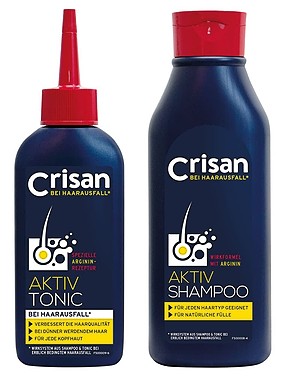 Crisan
BEI HAARAUSFALL*
SPEZIELLE
ARGININ-
REZEPTUR
AKTIV
TONIC
BEI HAARAUSFALL*
VERBESSERT DIE HAARQUALITÄT
BEI DÜNNER WERDENDEM HAAR
FÜR JEDE KOPFHAUT
* WIRKSYSTEM AUS SHAMPOO & TONIC BEI
ERBLICH BEDINGTEM HAARAUSFALL
Crisan
BEI HAARAUSFALL*
WIRKFORMEL
MIT ARGININ
AKTIV
SHAMPOO
FÜR JEDEN HAARTYP GEEIGNET
FÜR NATÜRLICHE FÜLLE
* WIRKSYSTEM AUS SHAMPOO & TONIC BEI
ERBLICH BEDINGTEM HAARAUSFALL